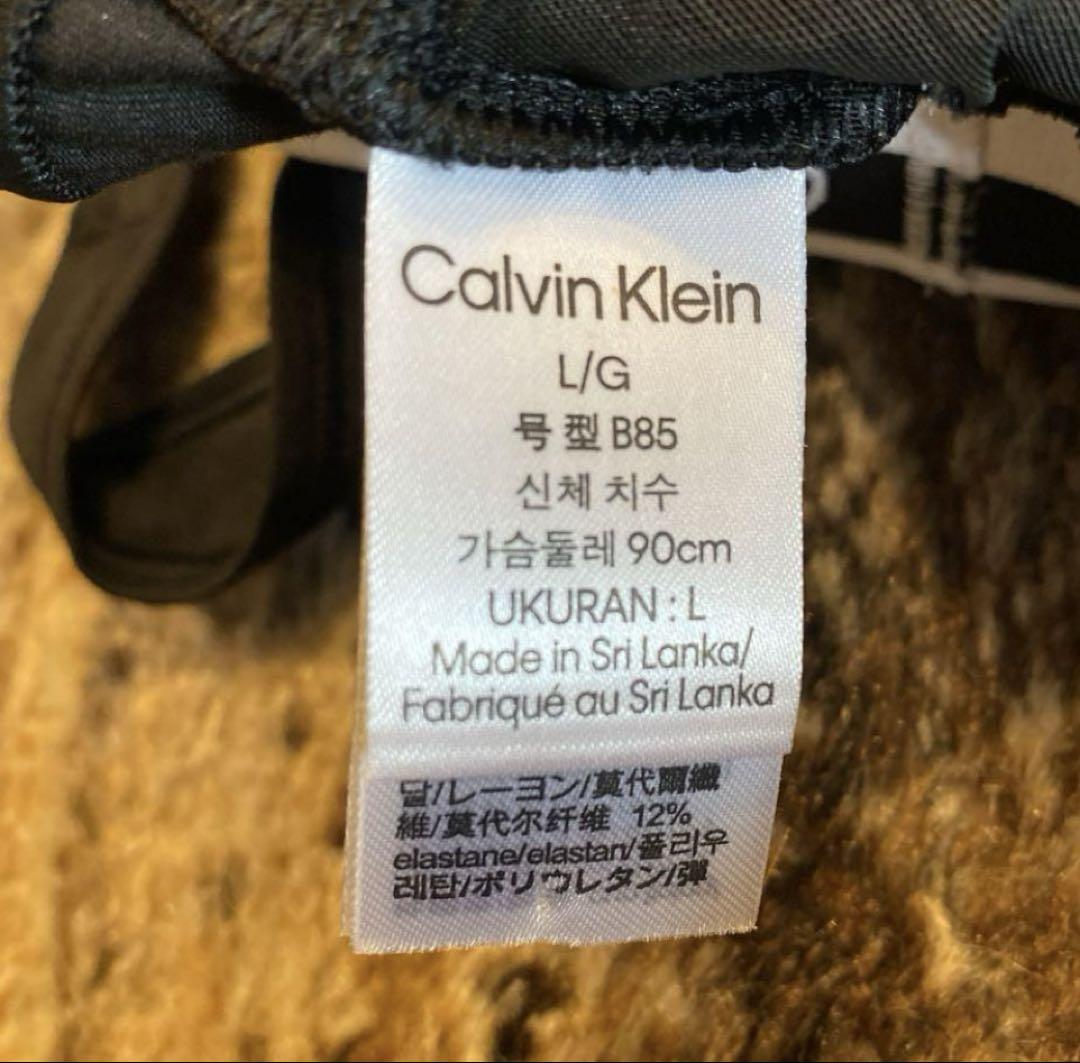 Calvin Klein
L/G
号型 B85
신체 치수
가슴둘레 90cm
UKURAN : L
Made in Sri Lanka/
Fabriqué au Sri Lanka
달/レーヨン/莫代爾纖
維/莫代尔纤维 12%
elastane/elastan/폴리우
레탄/ポリウレタン/彈